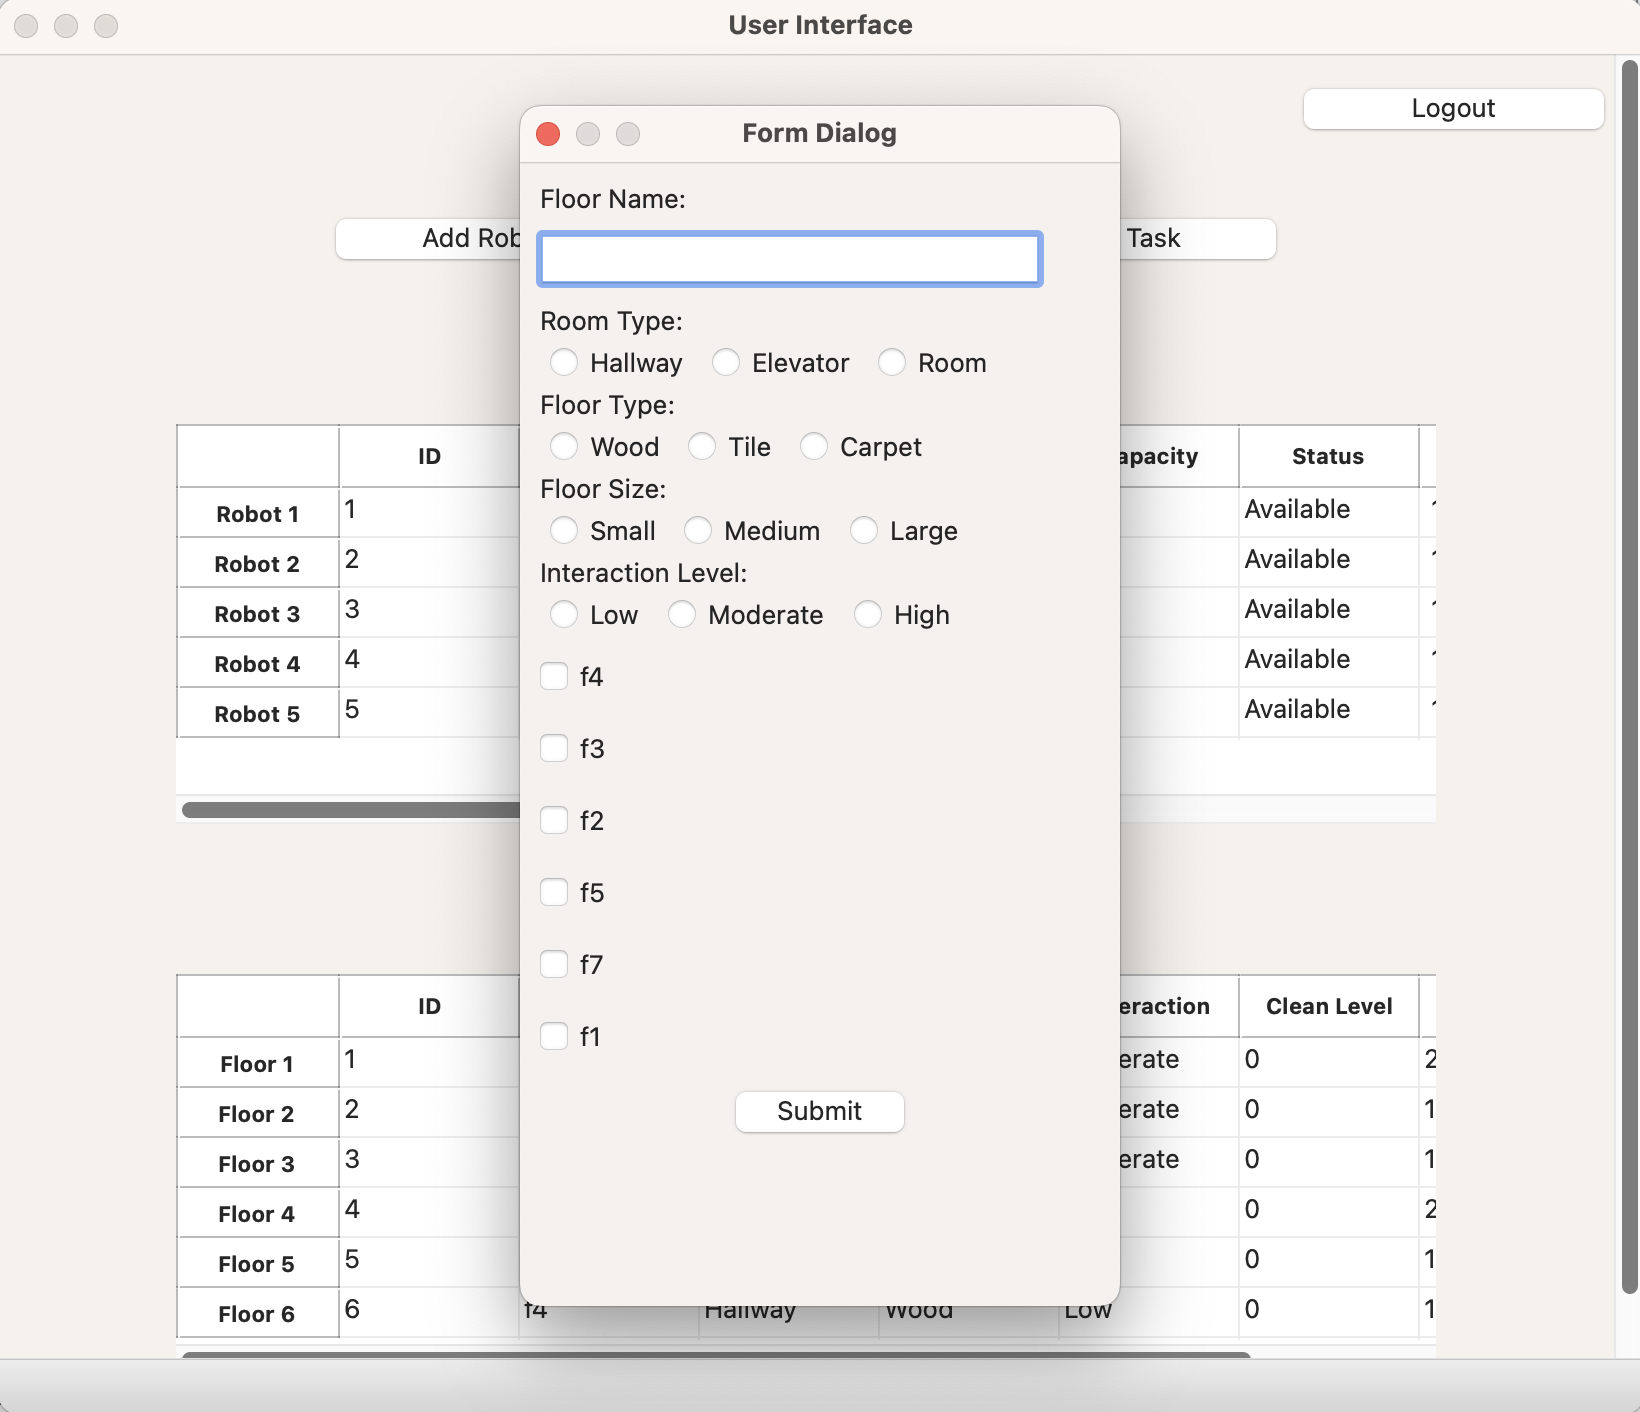 User Interface
Logout
Form Dialog
Floor Name:
Add Rob
Task
Room Type:
Hallway Elevator Room
Floor Type:
Wood Tile Carpet
Floor Size:
Small Medium Large
Interaction Level:
Low Moderate High
f4
f3
f2
f5
f7
f1
Submit
ID apacity Status
Robot 1 1 Available
Robot 2 2 Available
Robot 3 3 Available
Robot 4 4 Available
Robot 5 5 Available
ID eraction Clean Level
Floor 1 1 erate 0 2
Floor 2 2 erate 0 1
Floor 3 3 erate 0 1
Floor 4 4 0 2
Floor 5 5 0 1
Floor 6 6 f4 Hallway Wood Low 0 1